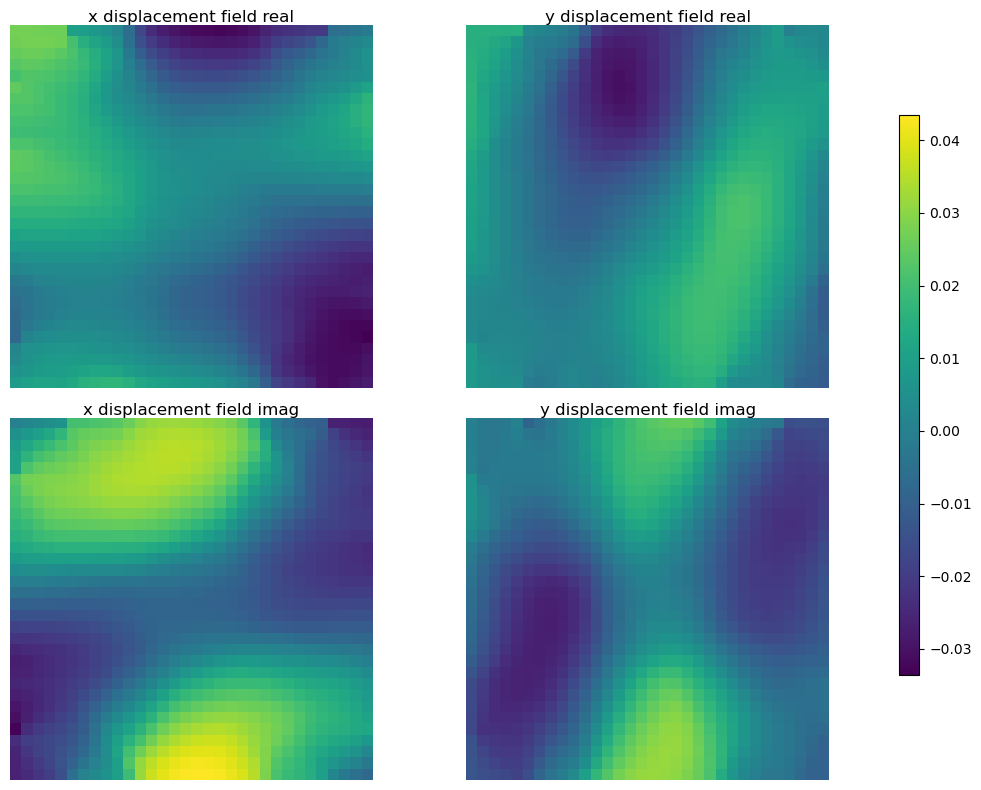 x displacement field real
y displacement field real
x displacement field imag
y displacement field imag
0.04
0.03
0.02
0.01
0.00
−0.01
−0.02
−0.03